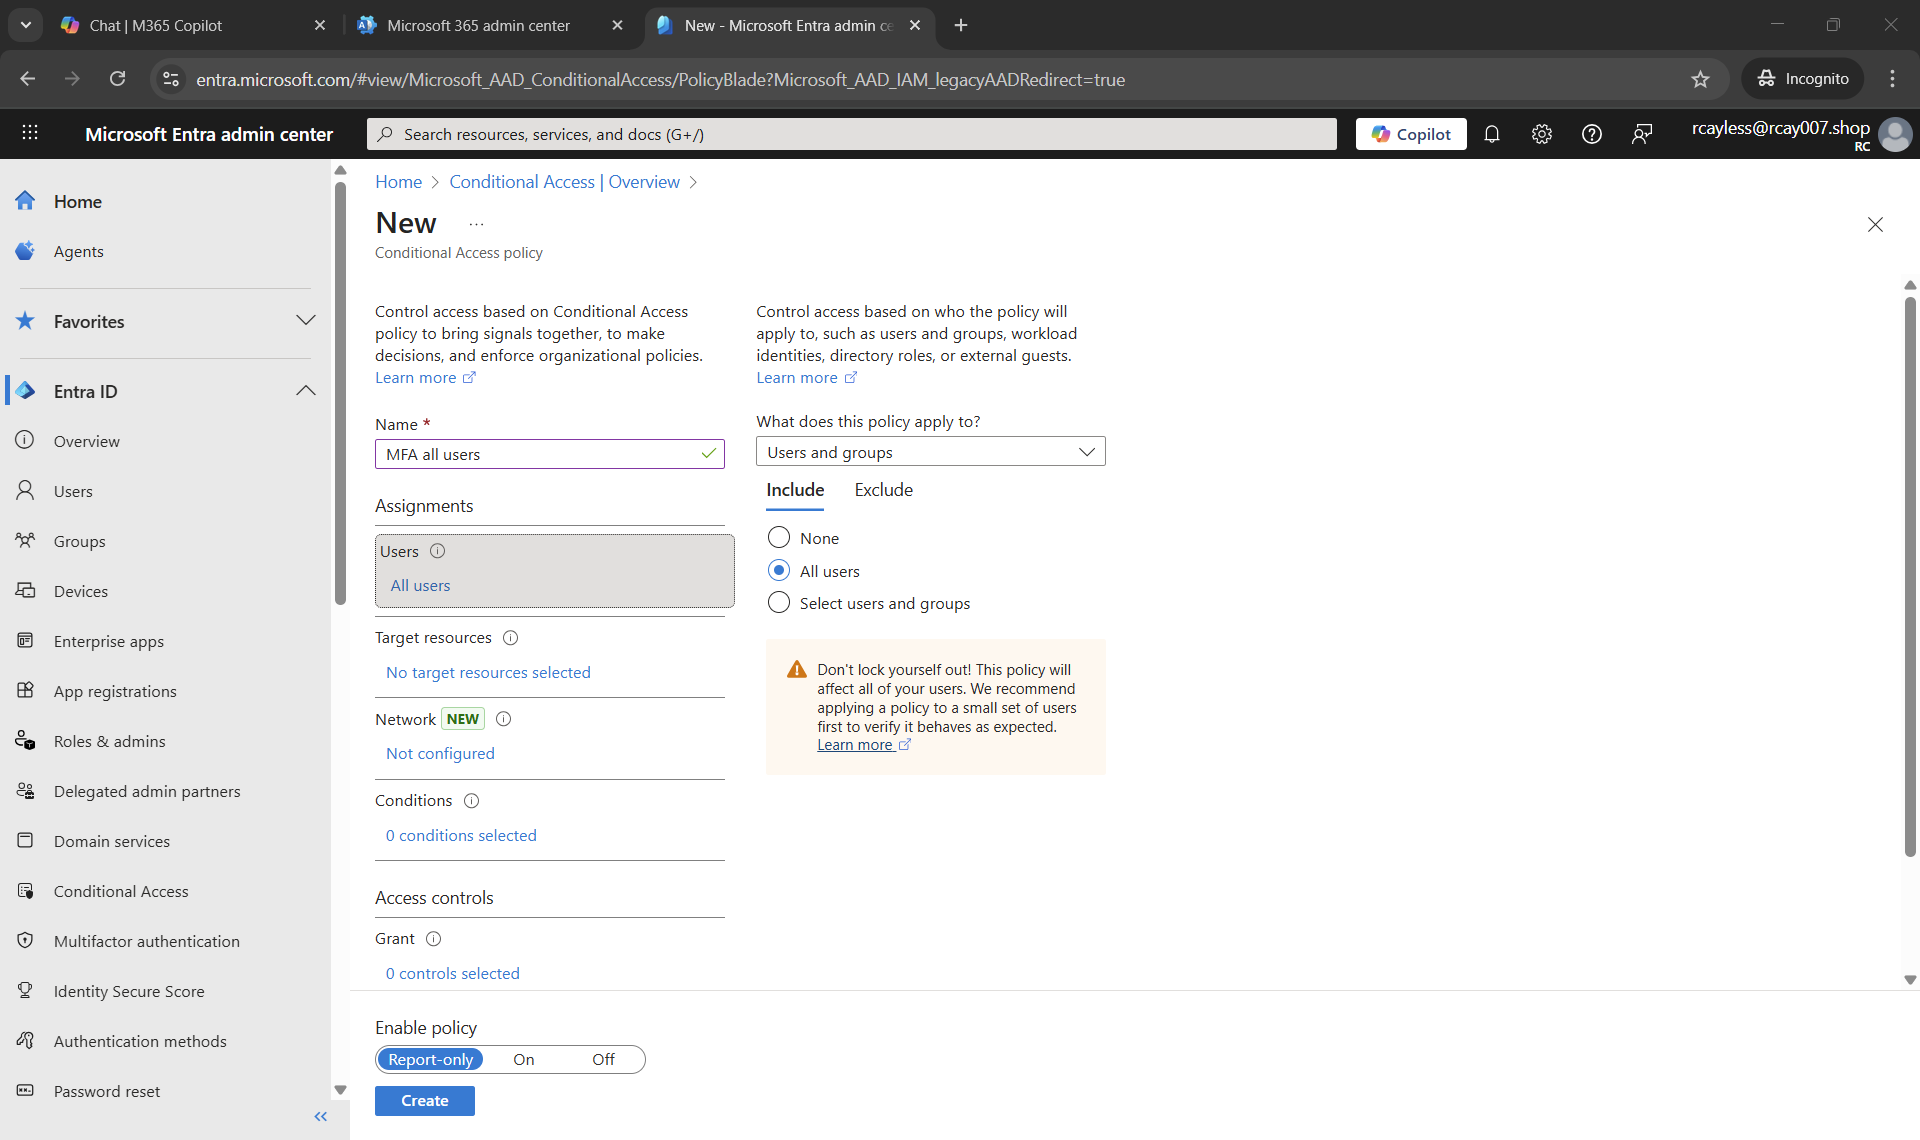 Chat | M365 Copilot
Microsoft 365 admin center
New - Microsoft Entra admin ce
entra.microsoft.com/#view/Microsoft_AAD_ConditionalAccess/PolicyBlade?Microsoft_AAD_IAM_legacyAADRedirect=true
Incognito
Microsoft Entra admin center
Search resources, services, and docs (G+/)
Copilot
rcayless@rcay007.shop
RC
Home
Agents
Favorites
Entra ID
Overview
Users
Groups
Devices
Enterprise apps
App registrations
Roles & admins
Delegated admin partners
Domain services
Conditional Access
Multifactor authentication
Identity Secure Score
Authentication methods
Password reset
Home > Conditional Access | Overview >
New ...
Conditional Access policy
Control access based on Conditional Access
policy to bring signals together, to make
decisions, and enforce organizational policies.
Learn more
Name *
MFA all users
Assignments
Users
All users
Target resources
No target resources selected
Network NEW
Not configured
Conditions
0 conditions selected
Access controls
Grant
0 controls selected
Control access based on who the policy will
apply to, such as users and groups, workload
identities, directory roles, or external guests.
Learn more
What does this policy apply to?
Users and groups
Include Exclude
None
All users
Select users and groups
Don't lock yourself out! This policy will
affect all of your users. We recommend
applying a policy to a small set of users
first to verify it behaves as expected.
Learn more
Enable policy
Report-only On Off
Create